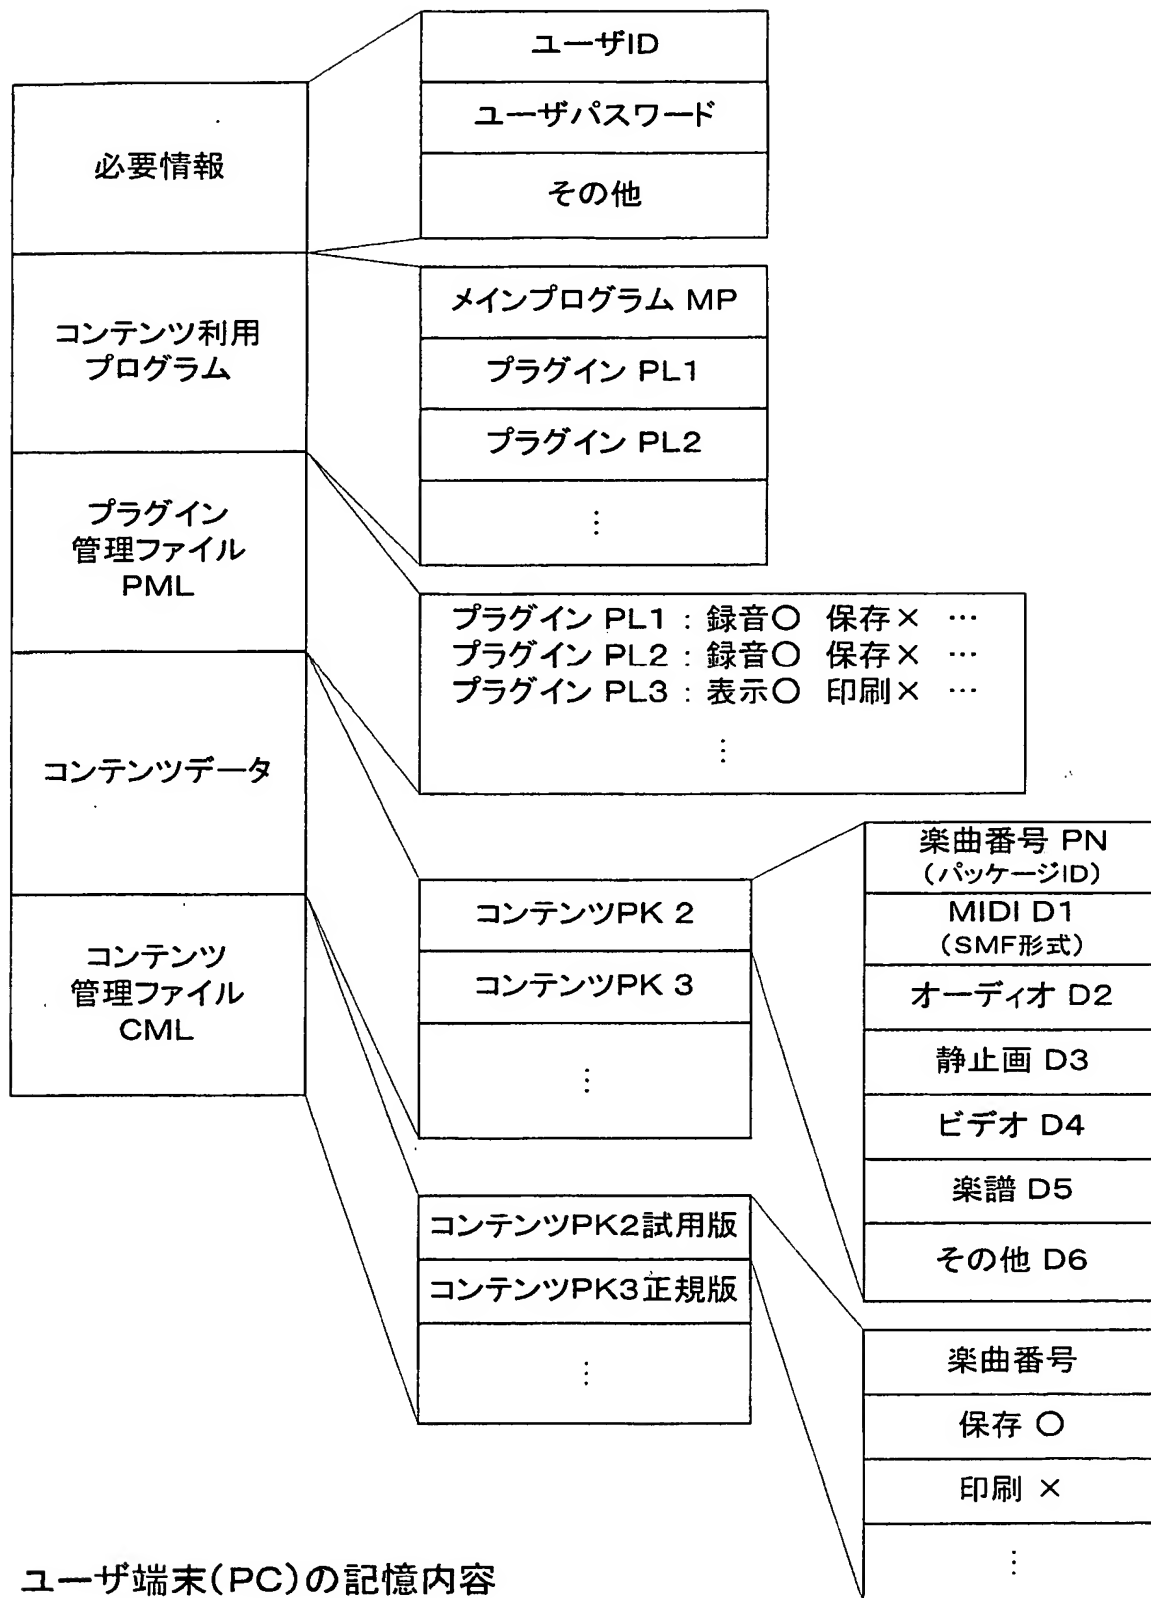 必要情報
コンテンツ利用
プログラム
プラグイン
管理ファイル
PML
コンテンツデータ
コンテンツ
管理ファイル
CML
ユーザID
ユーザパスワード
その他
メインプログラム MP
プラグイン PL1
プラグイン PL2
⋮
プラグイン PL1 : 録音〇 保存× …
プラグイン PL2 : 録音〇 保存× …
プラグイン PL3 : 表示〇 印刷× …
⋮
コンテンツPK 2
コンテンツPK 3
⋮
コンテンツPK2試用版
コンテンツPK3正規版
⋮
楽曲番号 PN
(パッケージID)
MIDI D1
(SMF形式)
オーディオ D2
静止画 D3
ビデオ D4
楽譜 D5
その他 D6
楽曲番号
保存 〇
印刷 ×
⋮
ユーザ端末(PC)の記憶内容